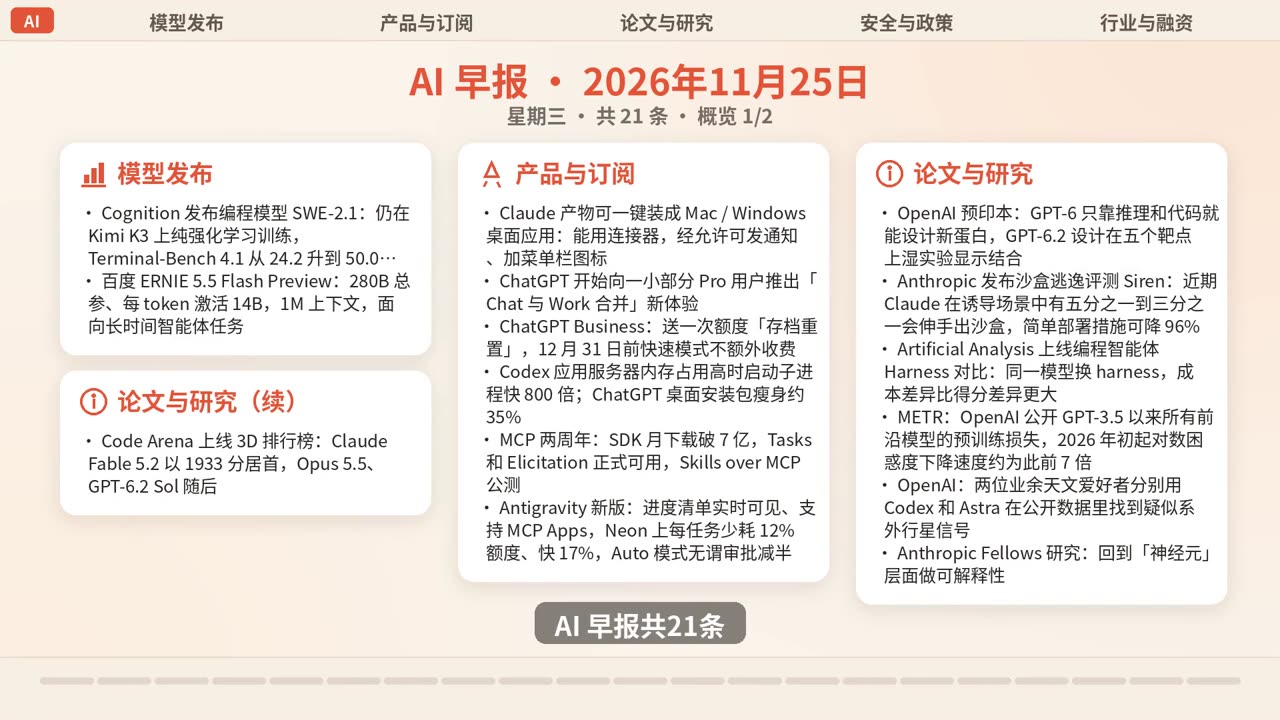 AI
模型发布
产品与订阅
论文与研究
安全与政策
行业与融资
AI 早报 · 2026年11月25日
星期三 · 共 21 条 · 概览 1/2
模型发布
· Cognition 发布编程模型 SWE-2.1：仍在
Kimi K3 上纯强化学习训练，
Terminal-Bench 4.1 从 24.2 升到 50.0…
· 百度 ERNIE 5.5 Flash Preview：280B 总
参、每 token 激活 14B，1M 上下文，面
向长时间智能体任务
论文与研究（续）
· Code Arena 上线 3D 排行榜：Claude
Fable 5.2 以 1933 分居首，Opus 5.5、
GPT-6.2 Sol 随后
产品与订阅
· Claude 产物可一键装成 Mac / Windows
桌面应用：能用连接器，经允许可发通知
、加菜单栏图标
· ChatGPT 开始向一小部分 Pro 用户推出「
Chat 与 Work 合并」新体验
· ChatGPT Business：送一次额度「存档重
置」，12 月 31 日前快速模式不额外收费
· Codex 应用服务器内存占用高时启动子进
程快 800 倍；ChatGPT 桌面安装包瘦身约
35%
· MCP 两周年：SDK 月下载破 7 亿，Tasks
和 Elicitation 正式可用，Skills over MCP
公测
· Antigravity 新版：进度清单实时可见、支
持 MCP Apps，Neon 上每任务少耗 12%
额度、快 17%，Auto 模式无谓审批减半
论文与研究
· OpenAI 预印本：GPT-6 只靠推理和代码就
能设计新蛋白，GPT-6.2 设计在五个靶点
上湿实验显示结合
· Anthropic 发布沙盒逃逸评测 Siren：近期
Claude 在诱导场景中有五分之一到三分之
一会伸手出沙盒，简单部署措施可降 96%
· Artificial Analysis 上线编程智能体
Harness 对比：同一模型换 harness，成
本差异比得分差异更大
· METR：OpenAI 公开 GPT-3.5 以来所有前
沿模型的预训练损失，2026 年初起对数困
惑度下降速度约为此前 7 倍
· OpenAI：两位业余天文爱好者分别用
Codex 和 Astra 在公开数据里找到疑似系
外行星信号
· Anthropic Fellows 研究：回到「神经元」
层面做可解释性
AI 早报共21条